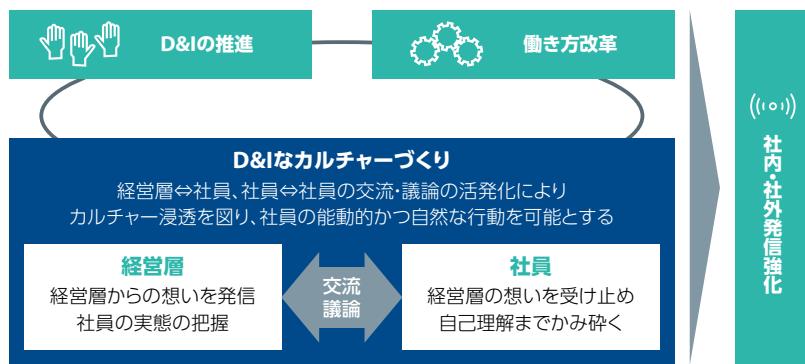 D&Iの推進
働き方改革
D&Iなカルチャーづくり
経営層⇔社員、社員⇔社員の交流・議論の活発化により
カルチャー浸透を図り、社員の能動的かつ自然な行動を可能とする
経営層
経営層からの想いを発信
社員の実態の把握
交流
議論
社員
経営層の想いを受け止め
自己理解までかみ砕く
社内・社外発信強化